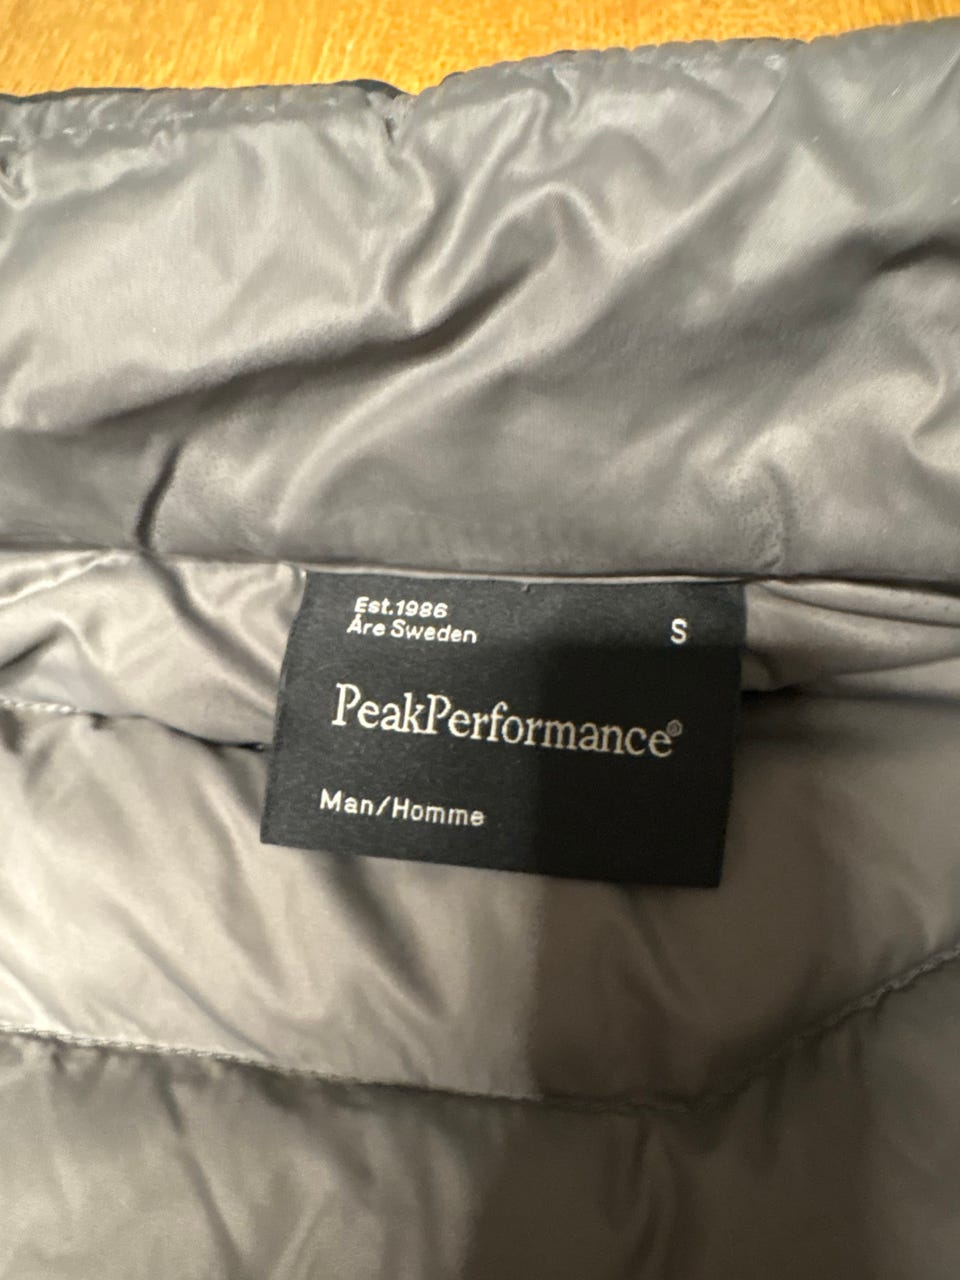 Est.1986
Åre Sweden
S
PeakPerformance®
Man/Homme